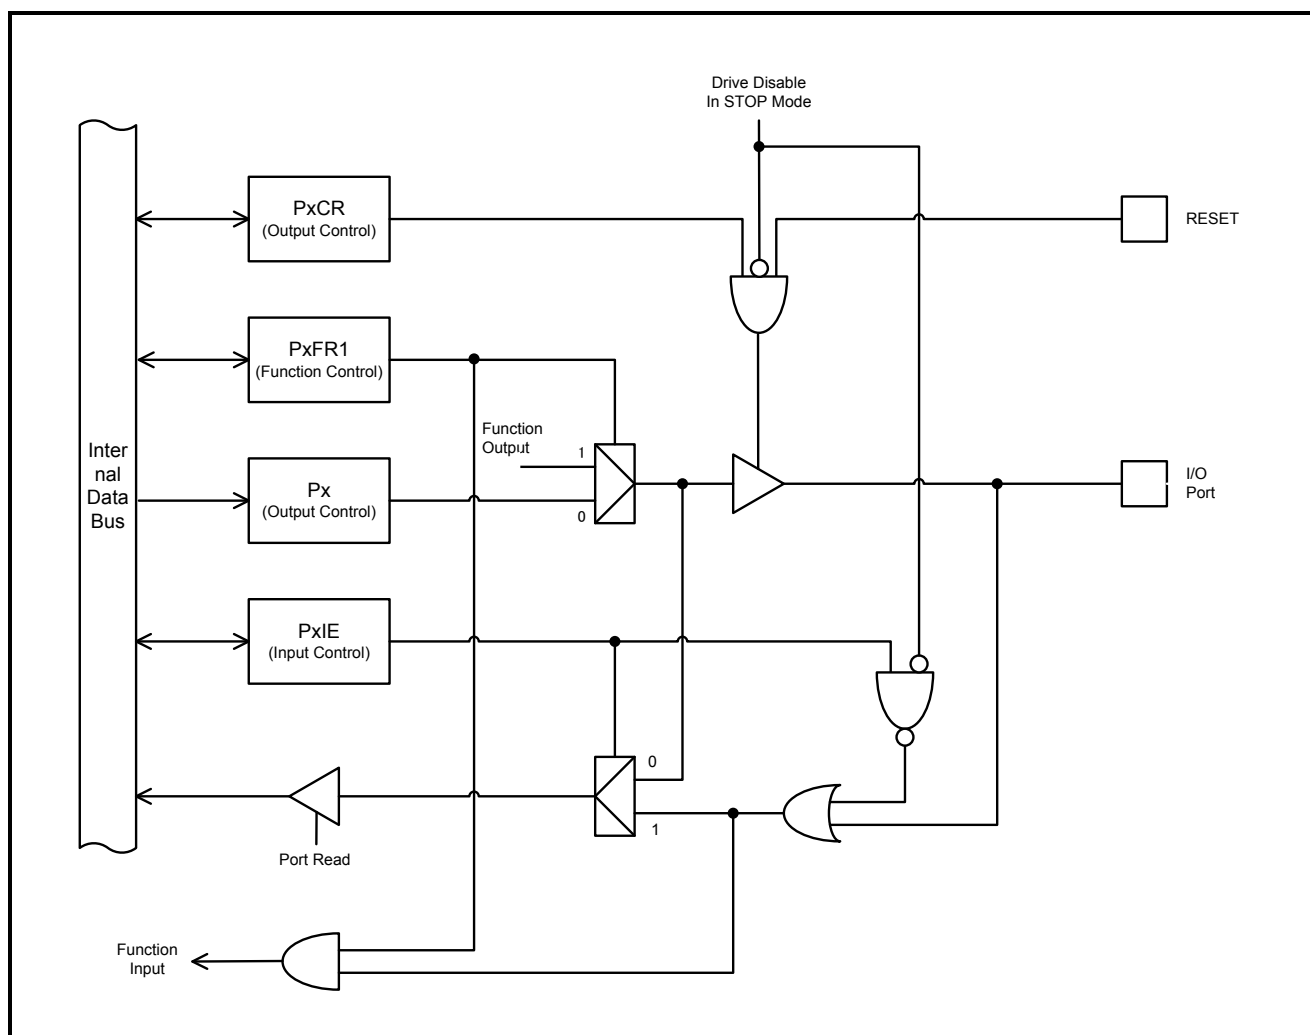 Drive Disable
In STOP Mode
PxCR
(Output Control)
RESET
PxFR1
(Function Control)
Function
Output
1
Inter
nal
Data
Bus
Px
(Output Control)
0
I/O
Port
PxIE
(Input Control)
0
1
Port Read
Function
Input